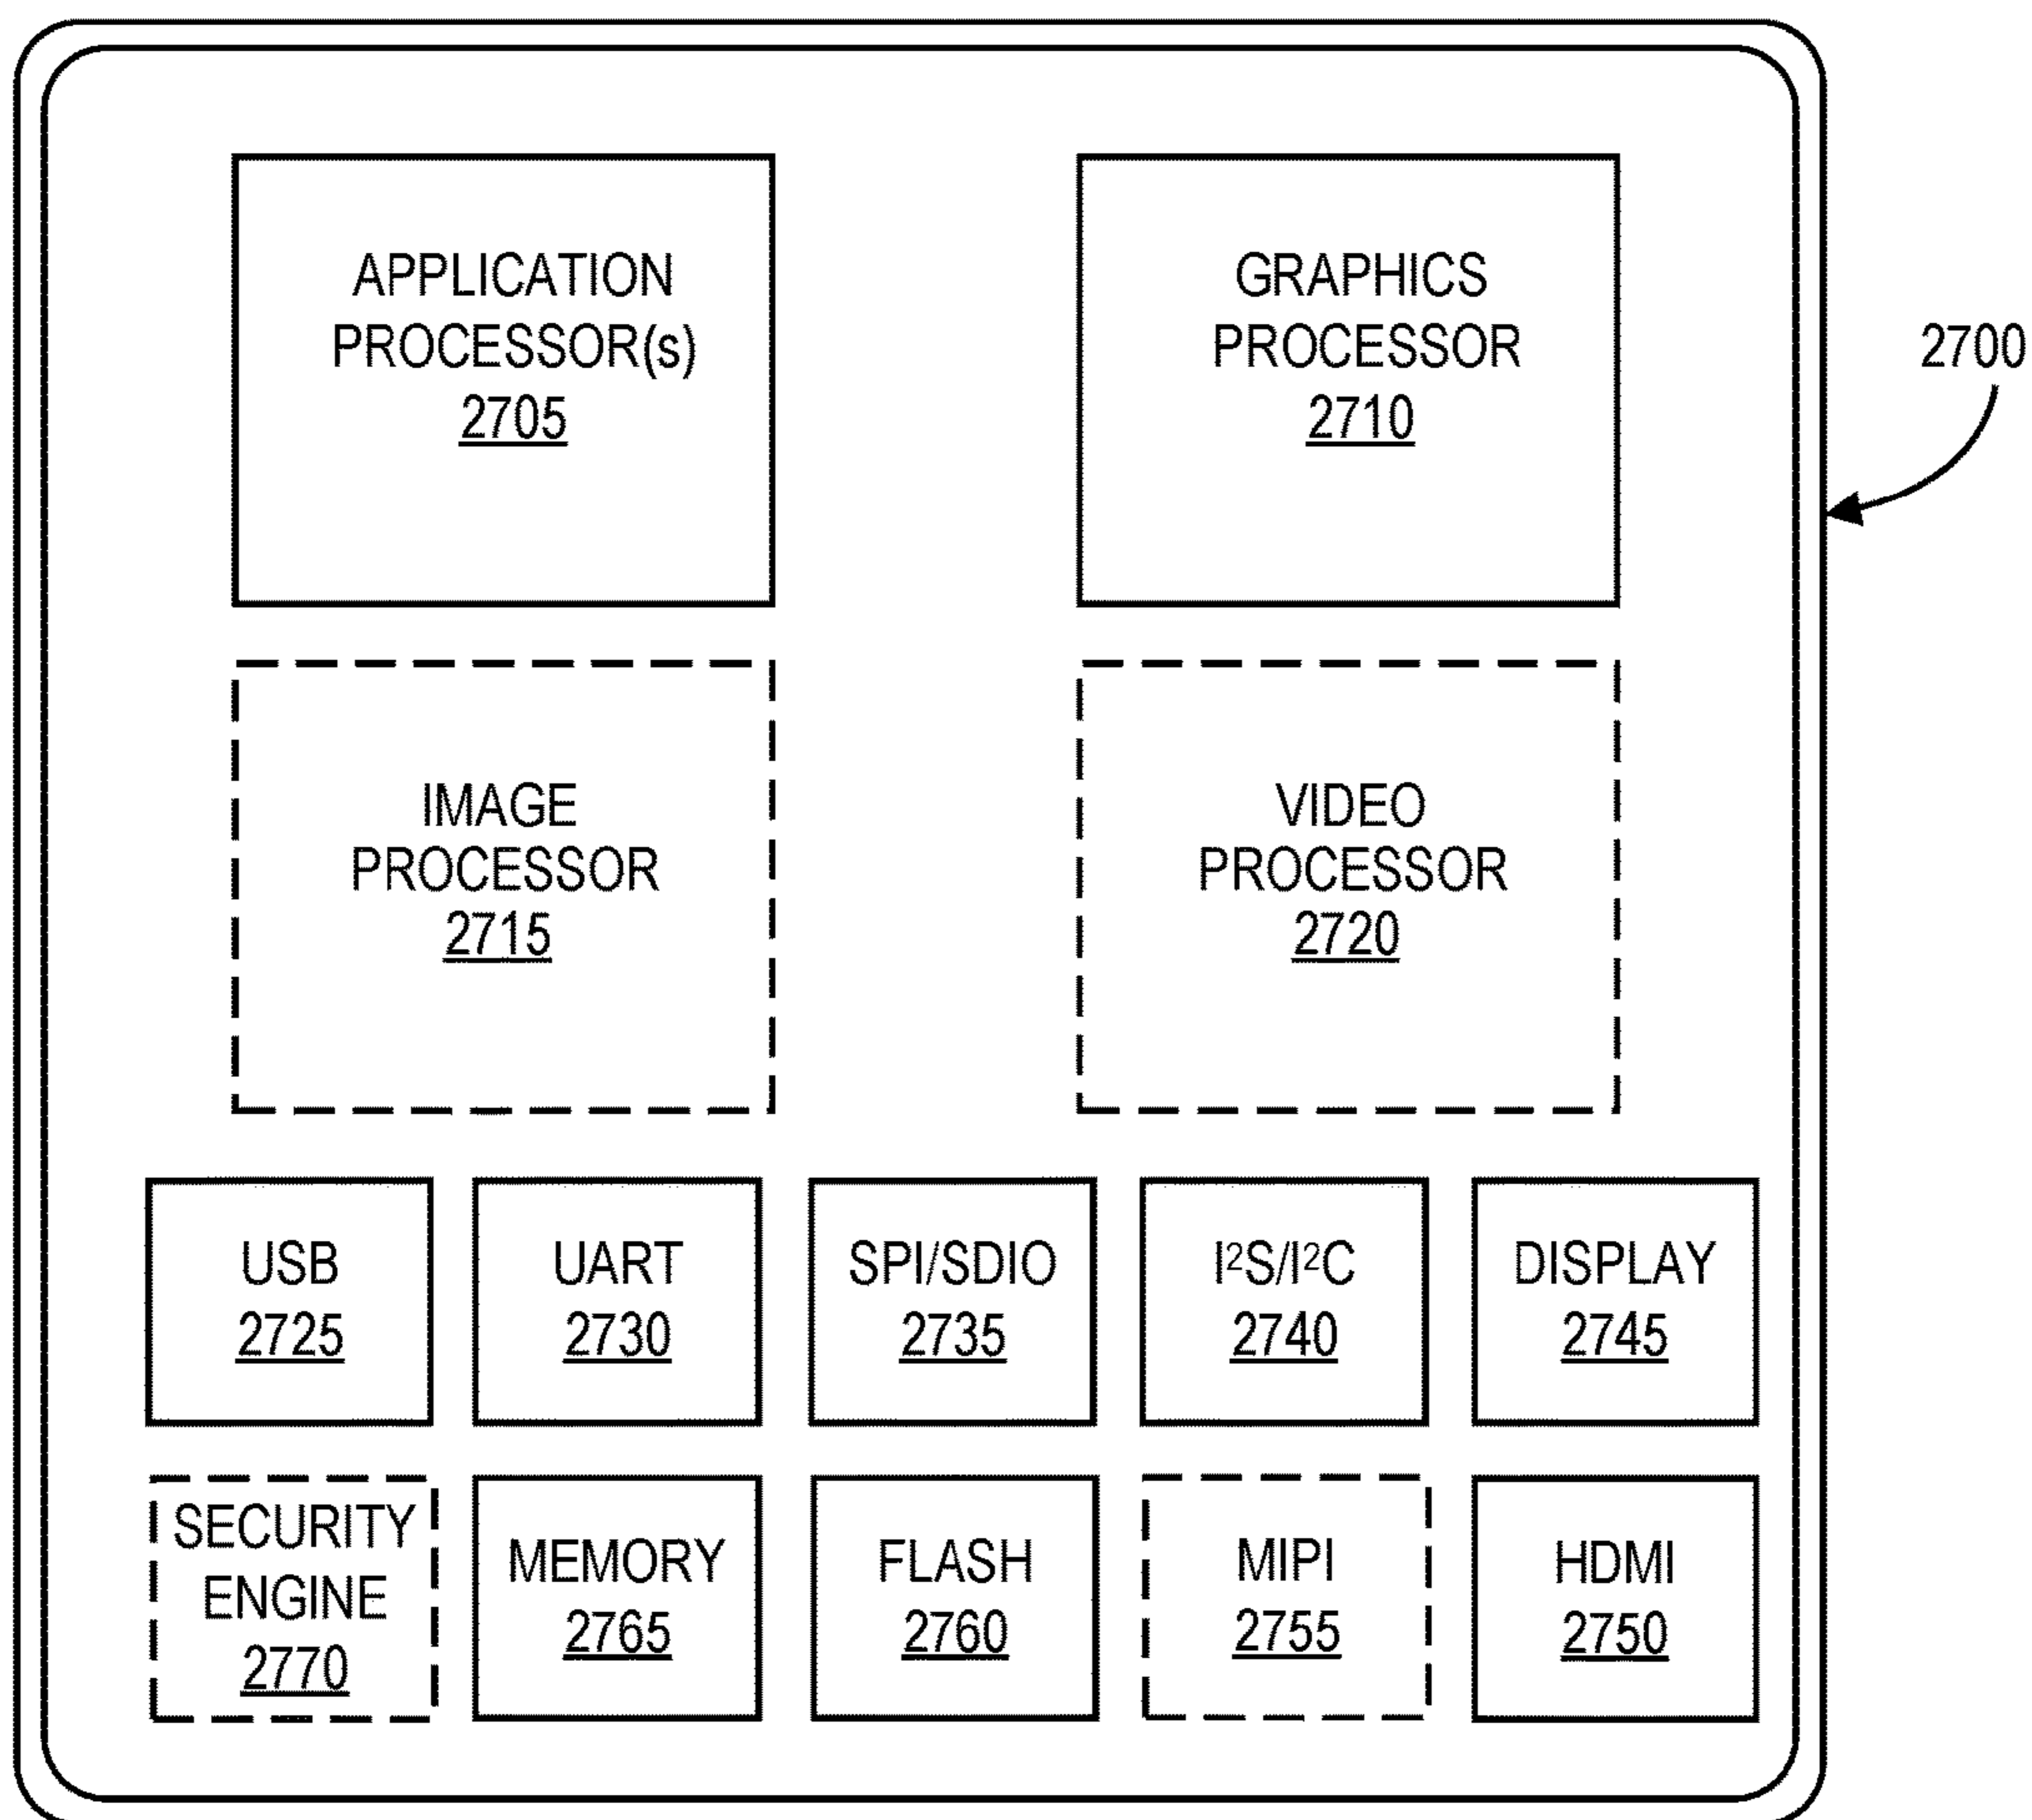 APPLICATION
PROCESSOR(s)
2705
GRAPHICS
PROCESSOR
2710
2700
IMAGE
PROCESSOR
2715
VIDEO
PROCESSOR
2720
USB
2725
UART
2730
SPI/SDIO
2735
I²S/I²C
2740
DISPLAY
2745
SECURITY
ENGINE
2770
MEMORY
2765
FLASH
2760
MIPI
2755
HDMI
2750